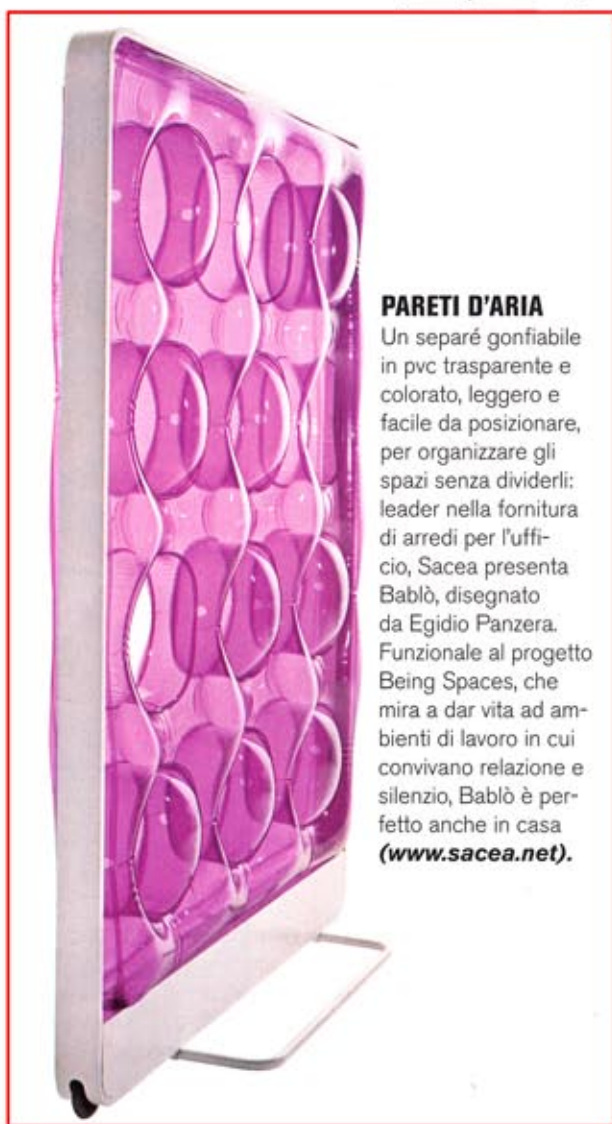 PARETI D'ARIA
Un separé gonfiabile
in pvc trasparente e
colorato, leggero e
facile da posizionare,
per organizzare gli
spazi senza dividerli:
leader nella fornitura
di arredi per l'uffi-
cio, Sacea presenta
Bablò, disegnato
da Egidio Panzera.
Funzionale al progetto
Being Spaces, che
mira a dar vita ad am-
bienti di lavoro in cui
convivano relazione e
silenzio, Bablò è per-
fetto anche in casa
(www.sacea.net).